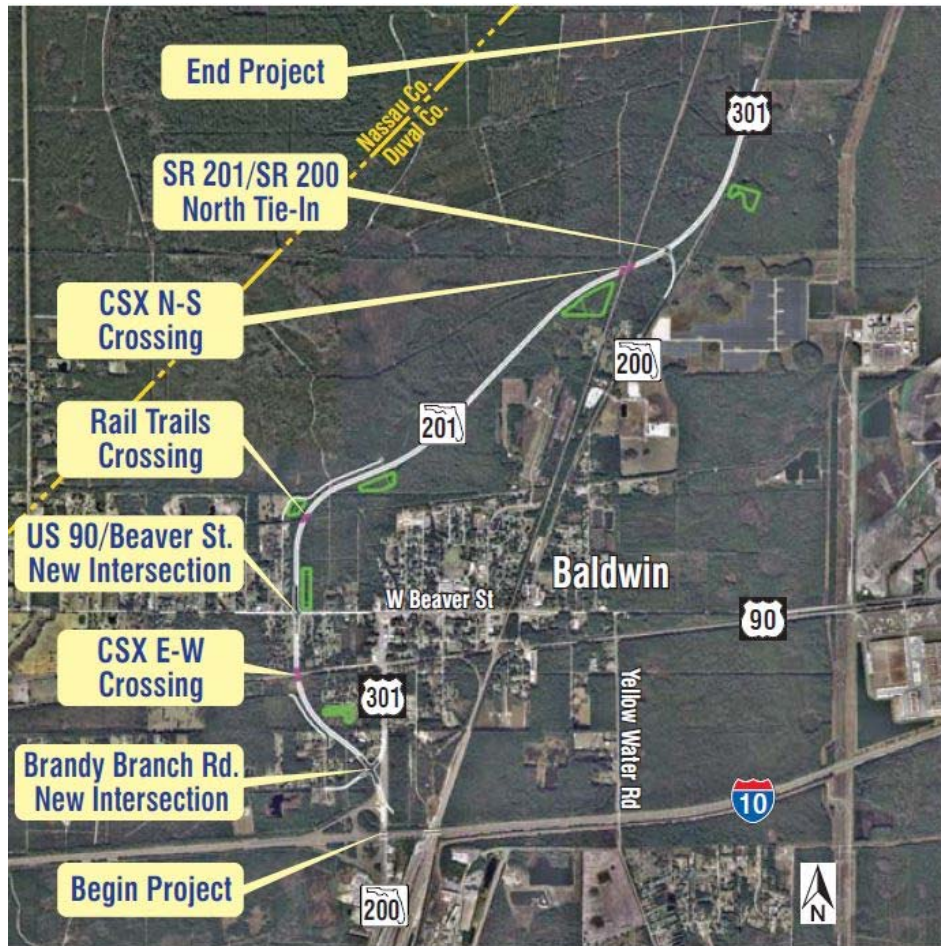 End Project
301
Nassau Co.
Duval Co.
SR 201/SR 200
North Tie-In
CSX N-S
Crossing
200
201
Rail Trails
Crossing
US 90/Beaver St.
New Intersection
Baldwin
W Beaver St
90
CSX E-W
Crossing
301
Yellow Water Rd
Brandy Branch Rd.
New Intersection
10
Begin Project
200
N